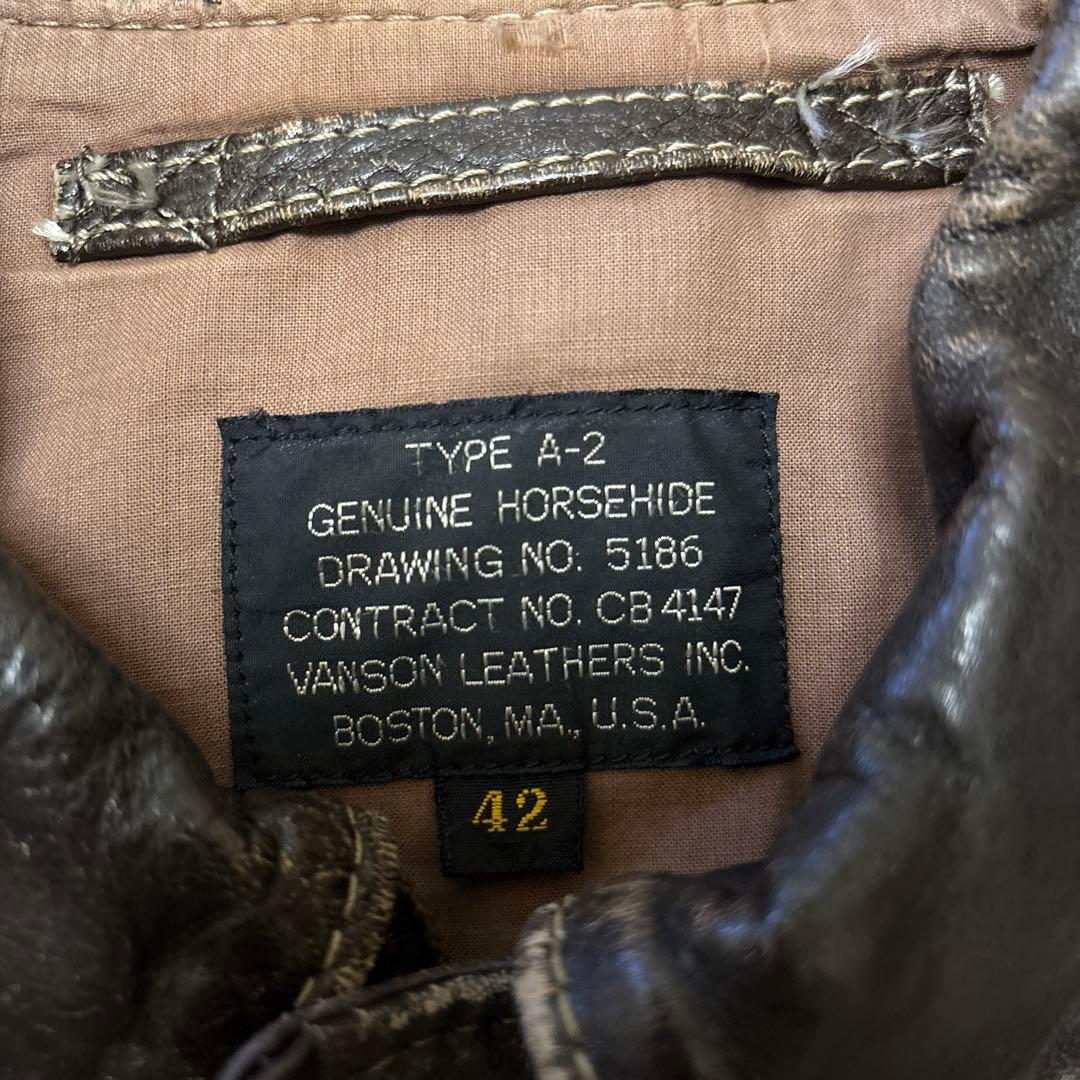 TYPE A-2
GENUINE HORSEHIDE
DRAWING NO. 5186
CONTRACT NO. CB 4147
VANSON LEATHERS INC.
BOSTON, MA., U.S.A.
42